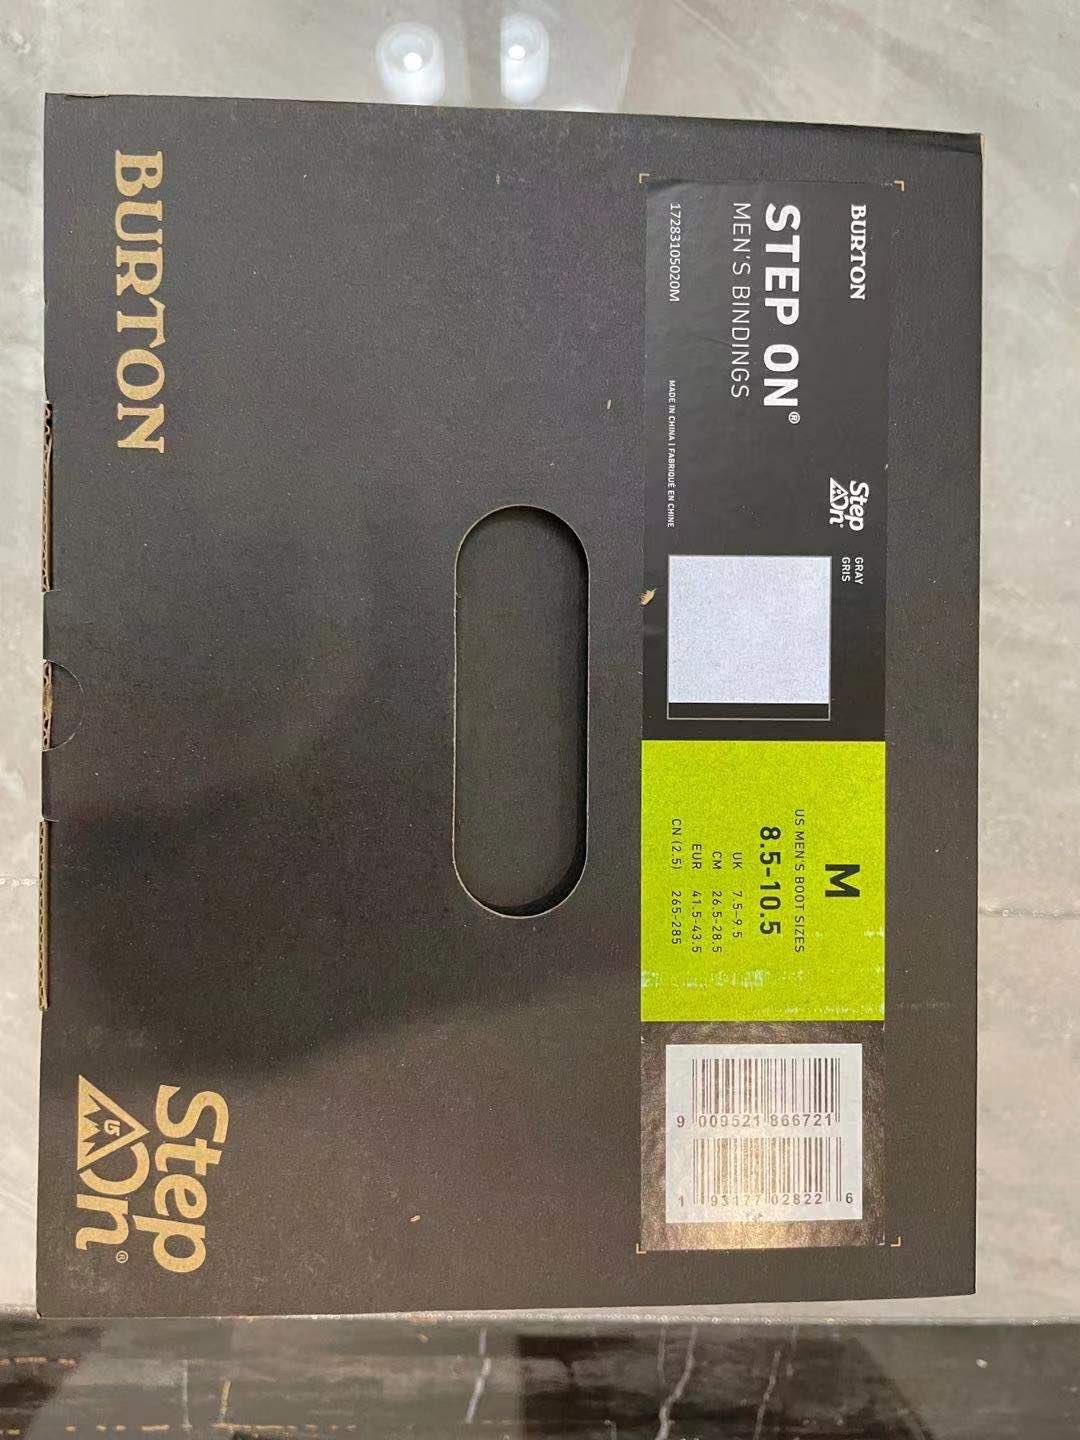 BURTON
Step
On®
BURTON
STEP ON®
MEN'S BINDINGS
17283105020M
MADE IN CHINA | FABRIQUÉ EN CHINE
Step
On
GRAY
GRIS
M
US MEN'S BOOT SIZES
8.5-10.5
UK 7.5-9.5
CM 26.5-28.5
EUR 41.5-43.5
CN (2.5) 265-285
9 009521 866721
1 93177 02822 6